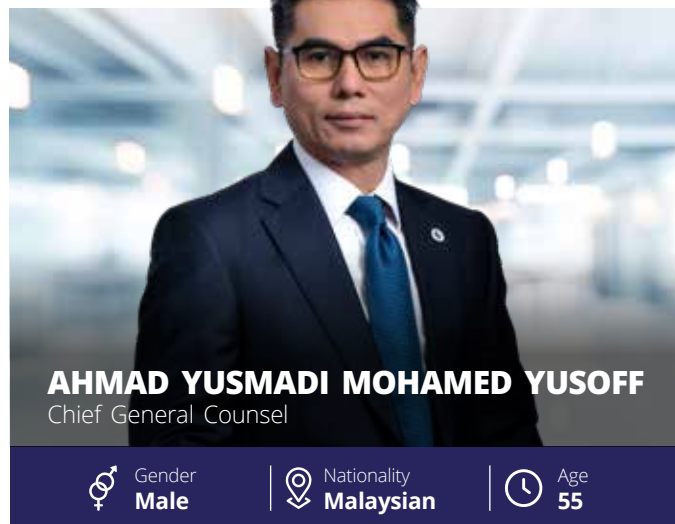 AHMAD YUSMADI MOHAMED YUSOFF
Chief General Counsel
Gender
Male
Nationality
Malaysian
Age
55